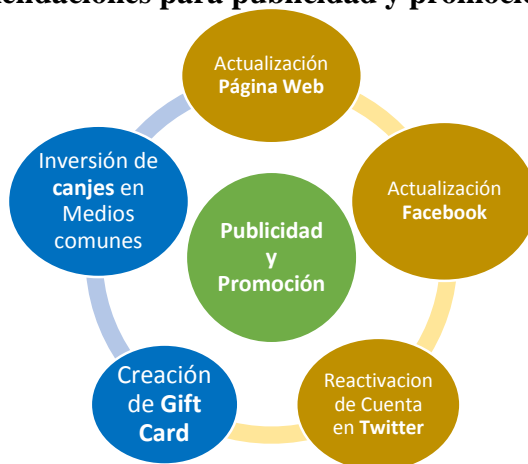 endaciones para publicidad y promoció
Actualización
Página Web
Actualización
Facebook
Reactivacion
de Cuenta
en Twitter
Creación
de Gift
Card
Inversión de
canjes en
Medios
comunes
Publicidad
y
Promoción